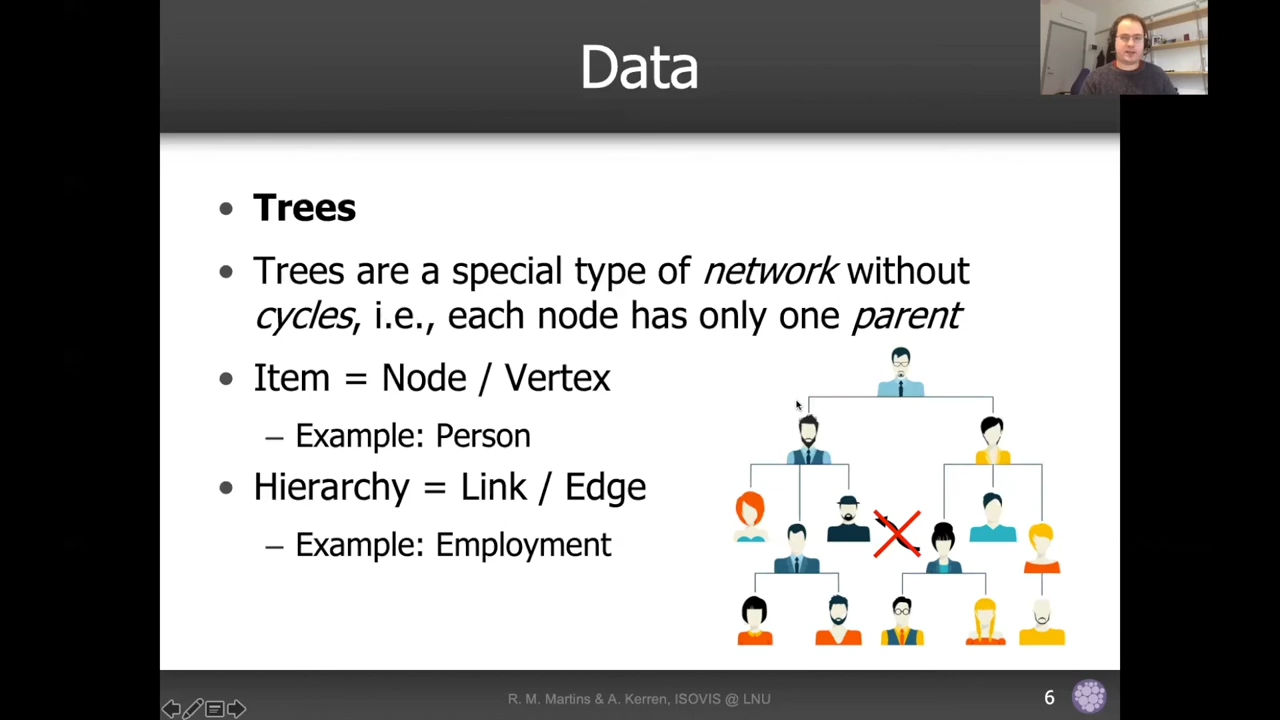 Data
• Trees
• Trees are a special type of network without
cycles, i.e., each node has only one parent
• Item = Node / Vertex
– Example: Person
• Hierarchy = Link / Edge
– Example: Employment
R. M. Martins & A. Kerren, ISOVIS @ LNU
6